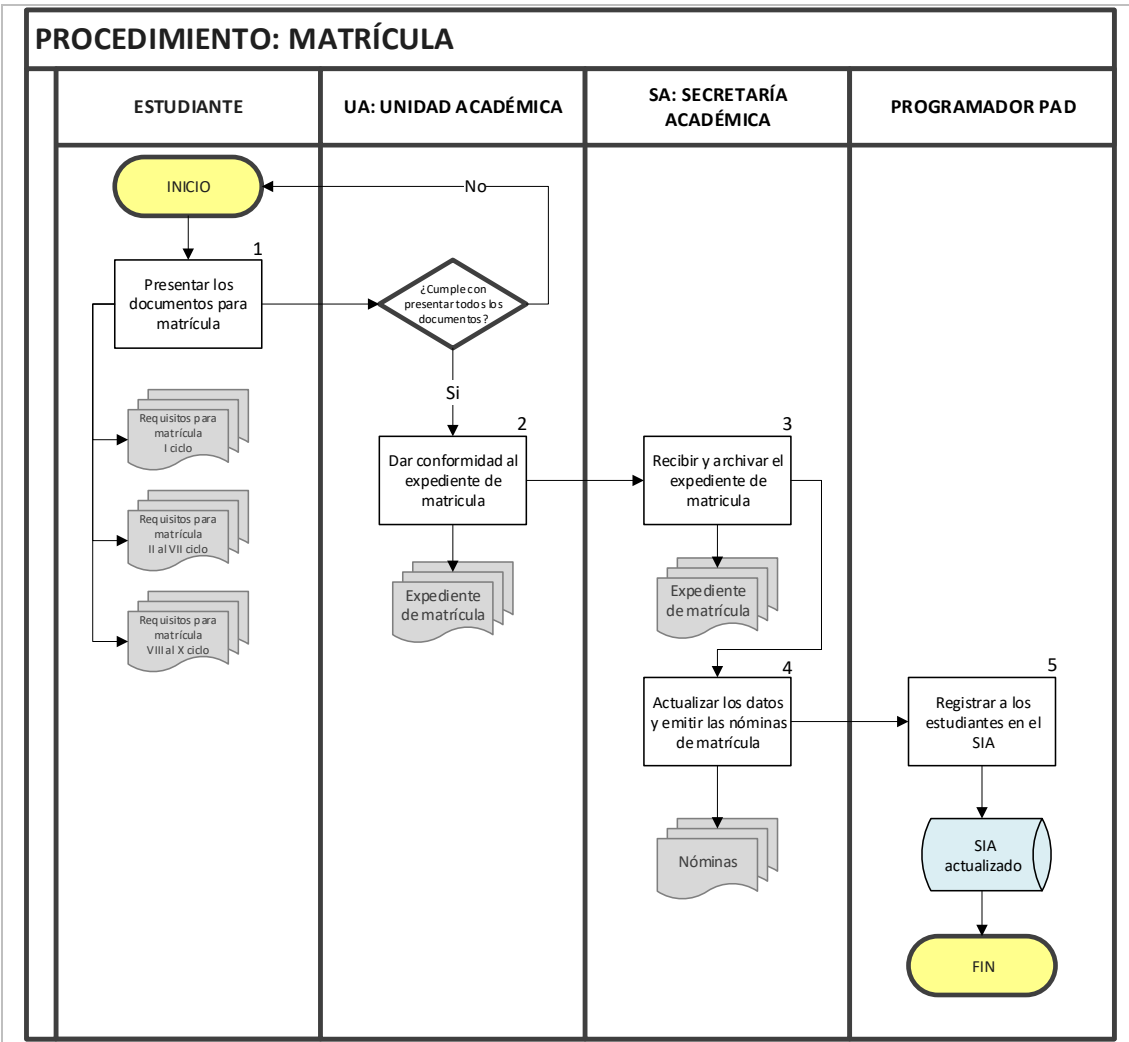 PROCEDIMIENTO: MATRÍCULA
ESTUDIANTE
UA: UNIDAD ACADÉMICA
SA: SECRETARÍA
ACADÉMICA
PROGRAMADOR PAD
INICIO
No
1
Presentar los
documentos para
matrícula
¿Cumple con
presentar todos los
documentos?
Si
Requisitos para
matrícula
I ciclo
2
Dar conformidad al
expediente de
matricula
3
Recibir y archivar el
expediente de
matricula
Requisitos para
matrícula
II al VII ciclo
Expediente
de matrícula
Expediente
de matrícula
Requisitos para
matrícula
VIII al X ciclo
4
Actualizar los datos
y emitir las nóminas
de matrícula
5
Registrar a los
estudiantes en el
SIA
Nóminas
SIA
actualizado
FIN